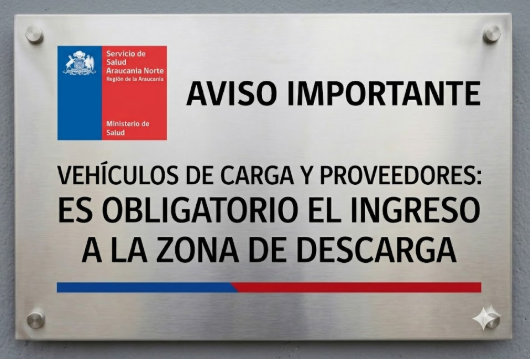 Servicio de
Salud
Araucanía Norte
Región de la Araucanía
Ministerio de
Salud
AVISO IMPORTANTE
VEHÍCULOS DE CARGA Y PROVEEDORES:
ES OBLIGATORIO EL INGRESO
A LA ZONA DE DESCARGA